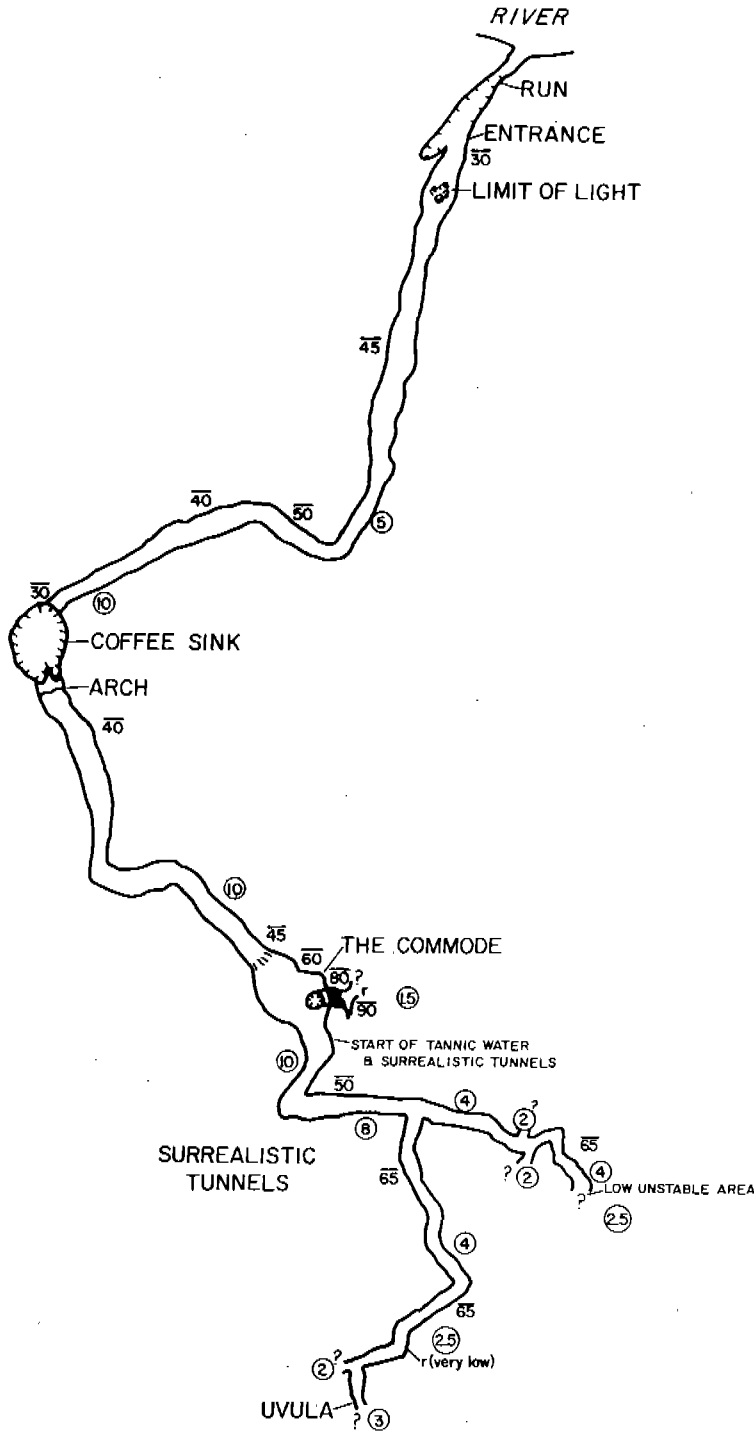 RIVER
RUN
ENTRANCE
30
LIMIT OF LIGHT
45
40
50
5
30
10
COFFEE SINK
ARCH
40
10
45
THE COMMODE
60
80
?
r
90
1.5
START OF TANNIC WATER
& SURREALISTIC TUNNELS
10
50
4
2
?
8
65
SURREALISTIC
TUNNELS
65
?
2
4
?
LOW UNSTABLE AREA
2.5
4
65
2.5
r (very low)
2
?
UVULA
?
3